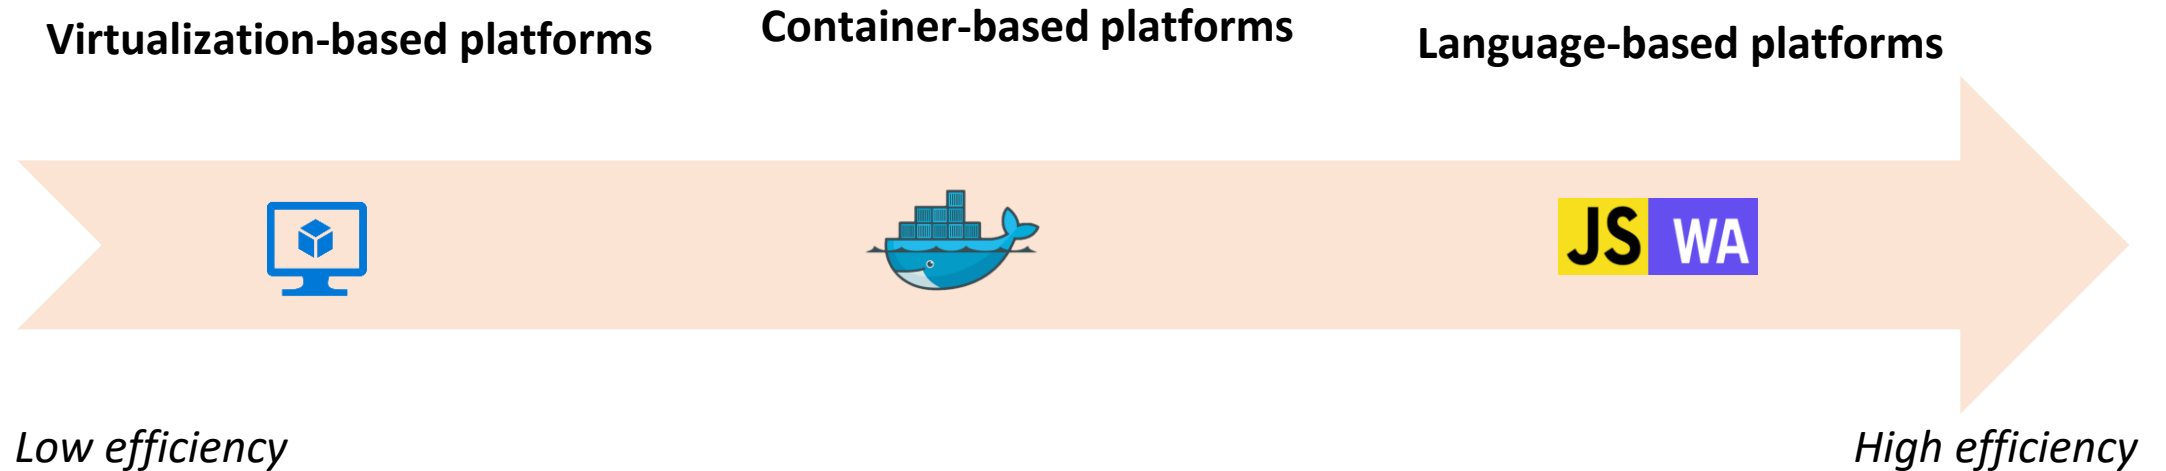 Virtualization-based platforms
Container-based platforms
Language-based platforms
JS WA
Low efficiency
High efficiency